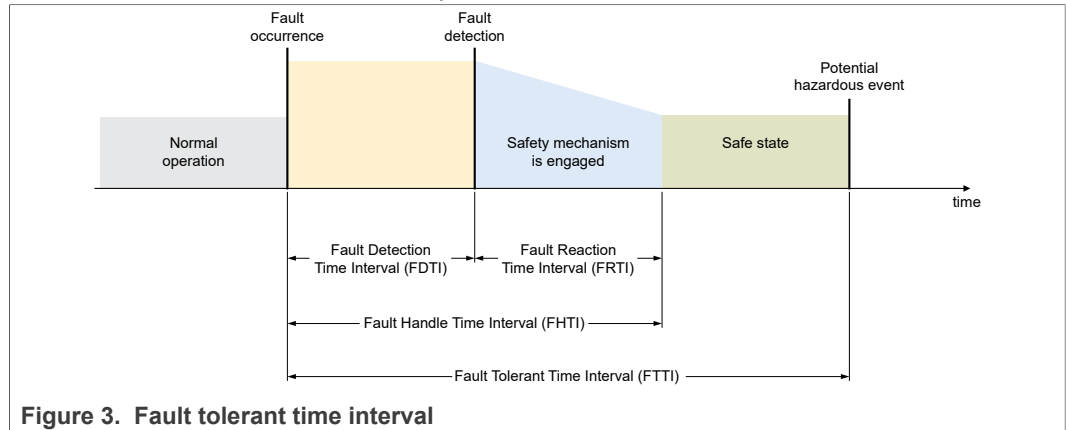 Fault
occurrence
Fault
detection
Potential
hazardous event
Normal
operation
Safety mechanism
is engaged
Safe state
time
Fault Detection
Time Interval (FDTI)
Fault Reaction
Time Interval (FRTI)
Fault Handle Time Interval (FHTI)
Fault Tolerant Time Interval (FTTI)
Figure 3. Fault tolerant time interval